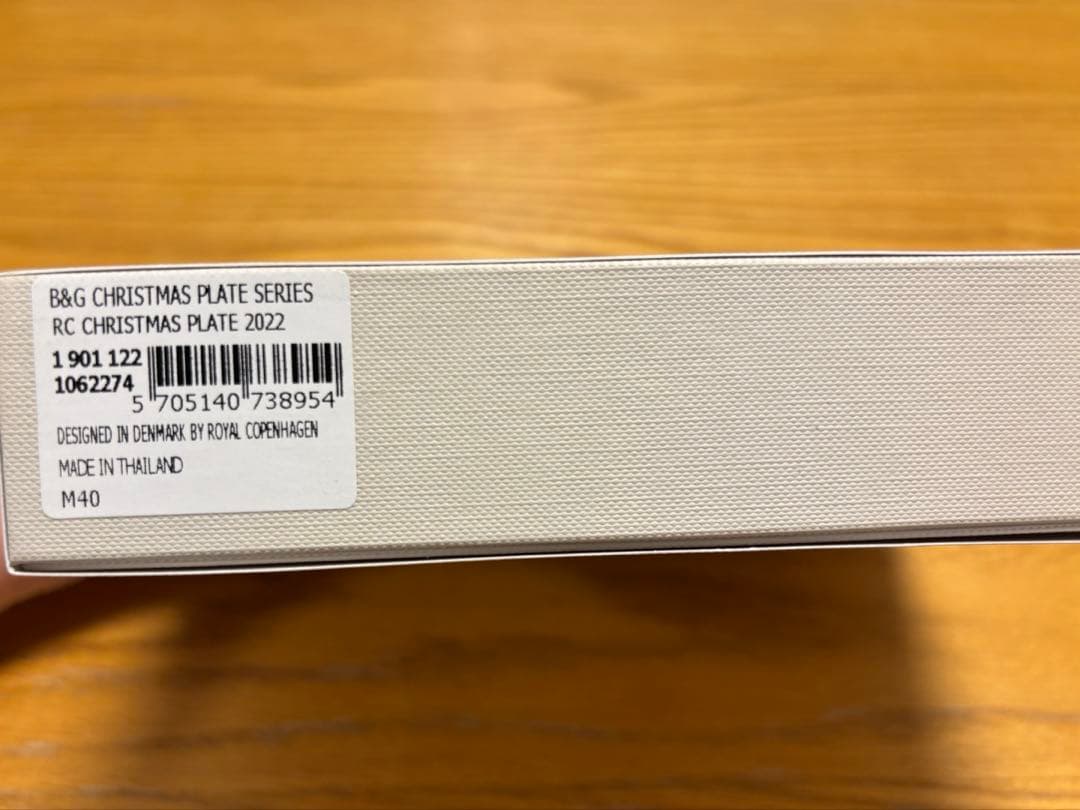 B&G CHRISTMAS PLATE SERIES
RC CHRISTMAS PLATE 2022
1 901 122
1062274
5 705140 738954
DESIGNED IN DENMARK BY ROYAL COPENHAGEN
MADE IN THAILAND
M40